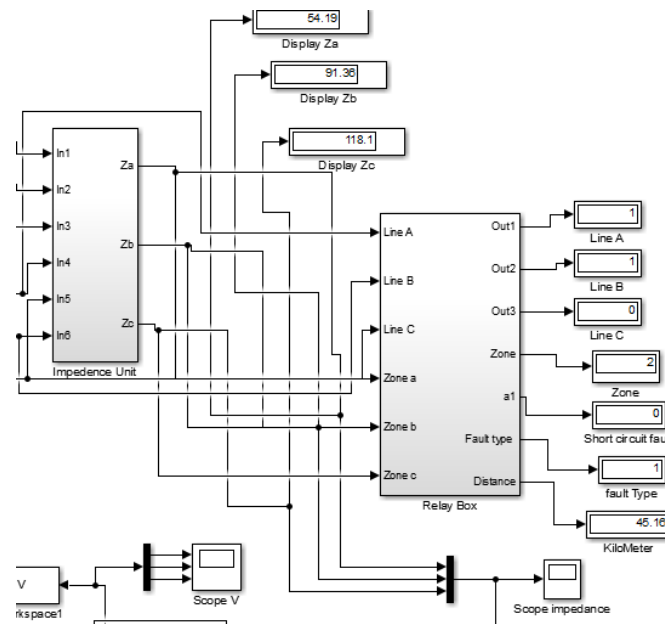 54.19
Display Za
91.36
Display Zb
118.1
Display Zc
In1
In2
In3
In4
In5
In6
Za
Zb
Zc
Impedence Unit
Line A
Line B
Line C
Zone a
Zone b
Zone c
Out1
Out2
Out3
Zone
a1
Fault type
Distance
Relay Box
1
Line A
1
Line B
0
Line C
2
Zone
0
Short circuit fau
1
fault Type
45.16
KiloMeter
V
rkspace1
Scope V
Scope impedance